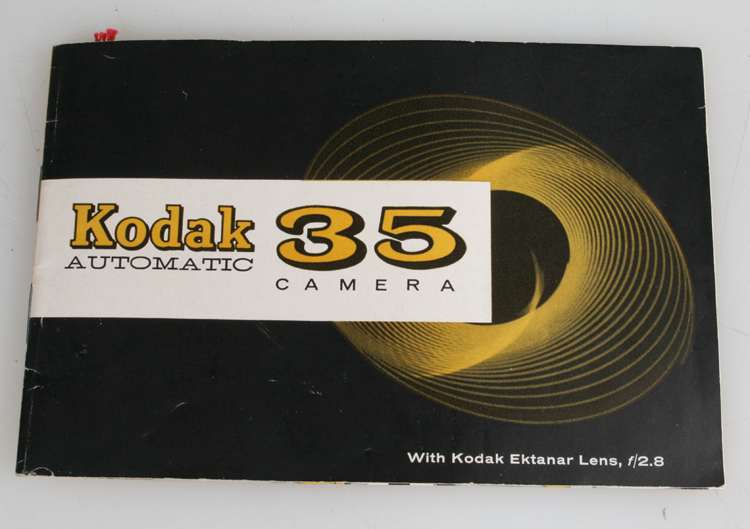 Kodak 35
AUTOMATIC CAMERA
With Kodak Ektanar Lens, f/2.8